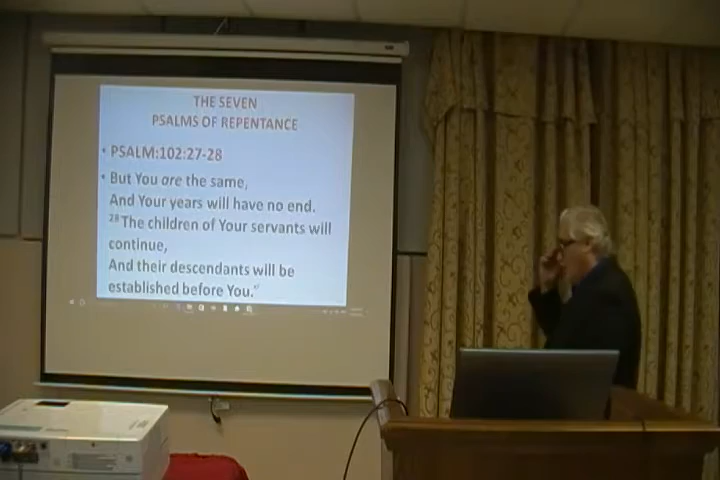 THE SEVEN
PSALMS OF REPENTANCE
• PSALM:102:27-28
• But You are the same,
And Your years will have no end.
28 The children of Your servants will
continue,
And their descendants will be
established before You."